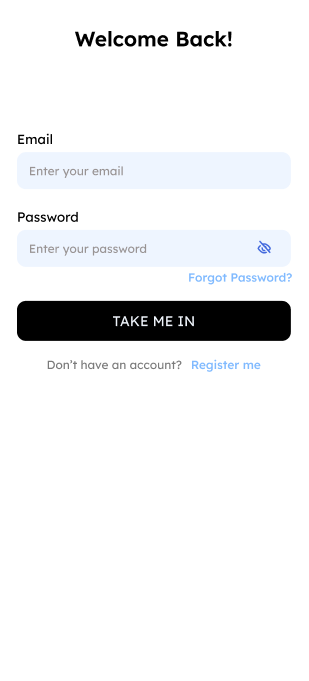 Welcome Back!
Email
Enter your email
Password
Enter your password
Forgot Password?
TAKE ME IN
Don’t have an account? Register me